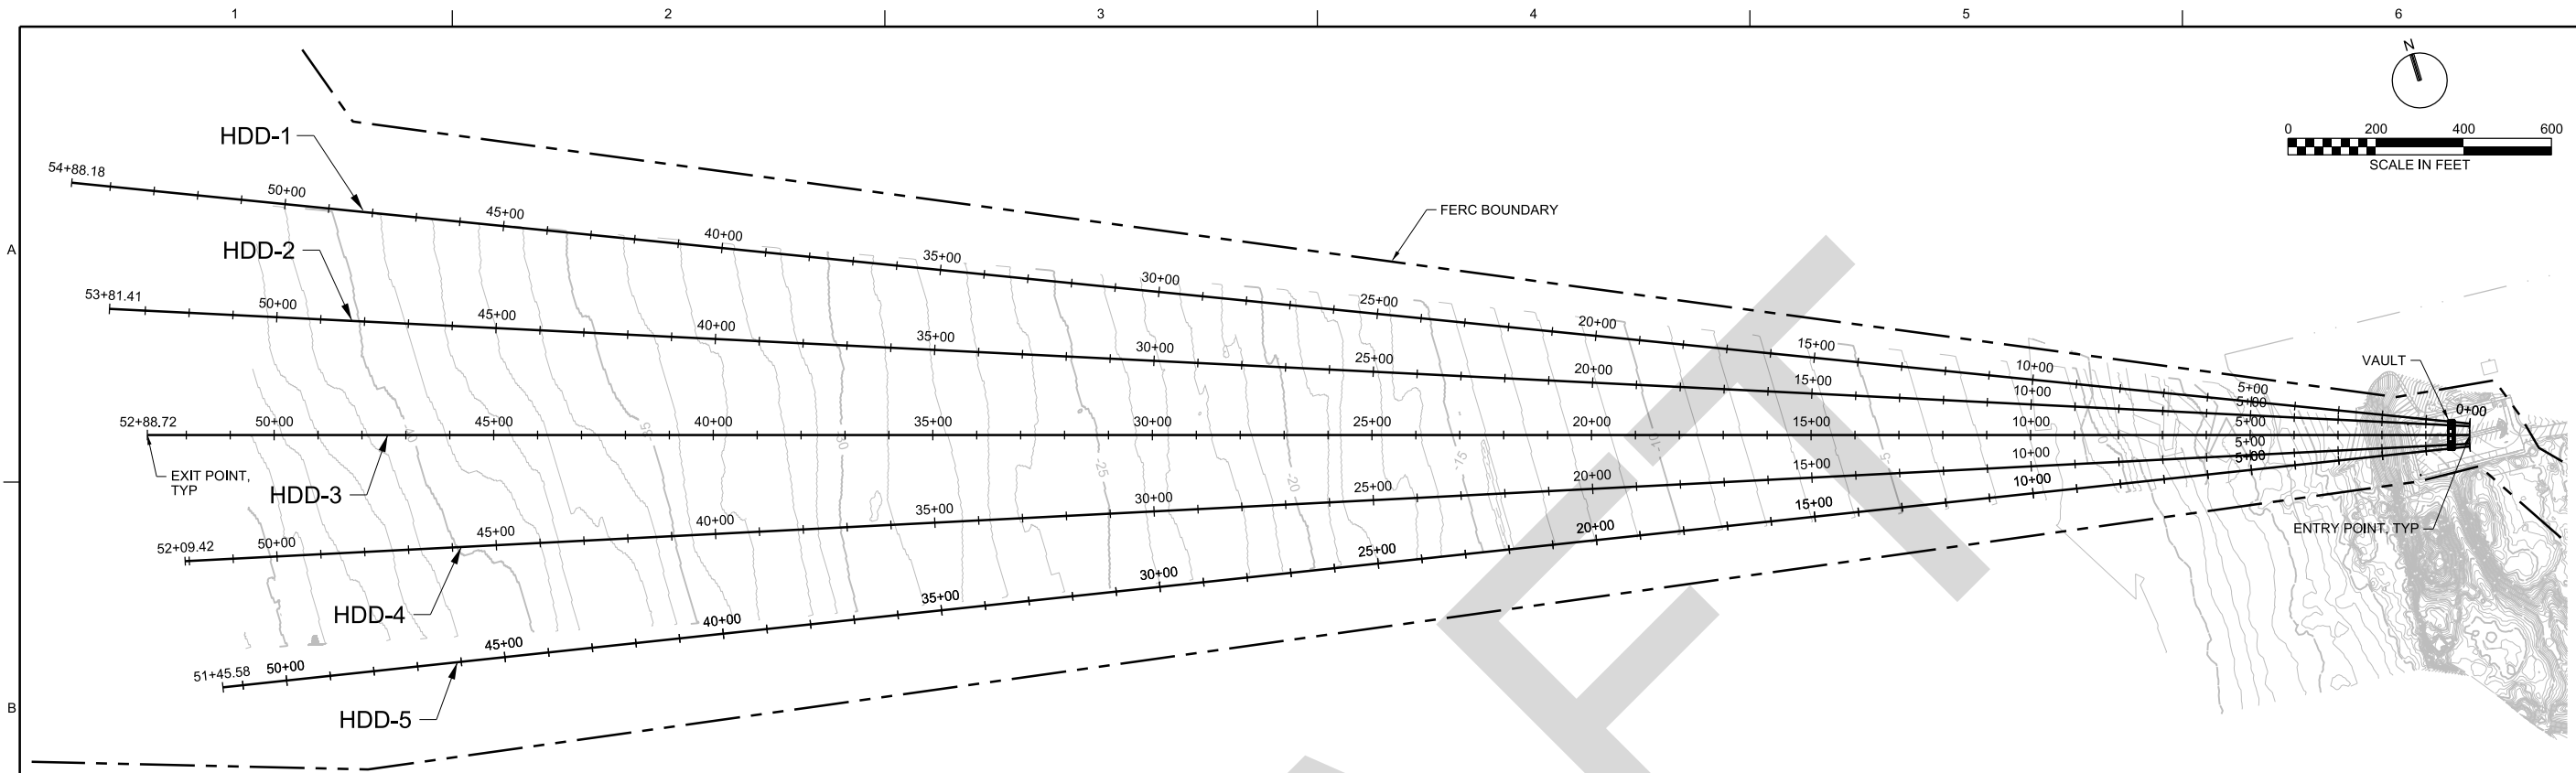 1 2 3 4 5 6
A
B
N
0 200 400 600
SCALE IN FEET
FERC BOUNDARY
HDD-1
54+88.18 50+00 45+00 40+00 35+00 30+00 25+00 20+00 15+00 10+00 5+00 0+00
HDD-2
53+81.41 50+00 45+00 40+00 35+00 30+00 25+00 20+00 15+00 10+00 5+00
VAULT
52+88.72 50+00 45+00 40+00 35+00 30+00 25+00 20+00 15+00 10+00 5+00
EXIT POINT,
TYP
HDD-3
52+09.42 50+00 45+00 40+00 35+00 30+00 25+00 20+00 15+00 10+00 5+00
HDD-4
ENTRY POINT, TYP
51+45.58 50+00 45+00 40+00 35+00 30+00 25+00 20+00 15+00 10+00 5+00
HDD-5
-25 -20 -15 -10 -5